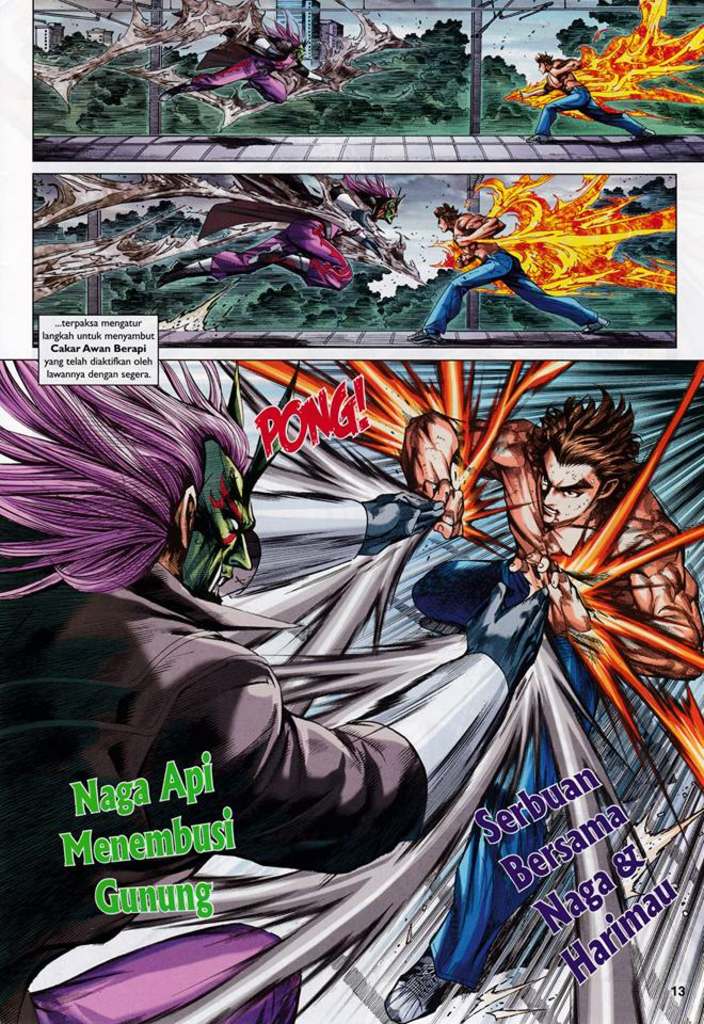 ...terpaksa mengatur
langkah untuk menyambut
Cakar Awan Berapi
yang telah diaktifkan oleh
lawannya dengan segera.
PONG!
Naga Api
Menembusi
Gunung
Serbuan
Bersama
Naga &
Harimau
13